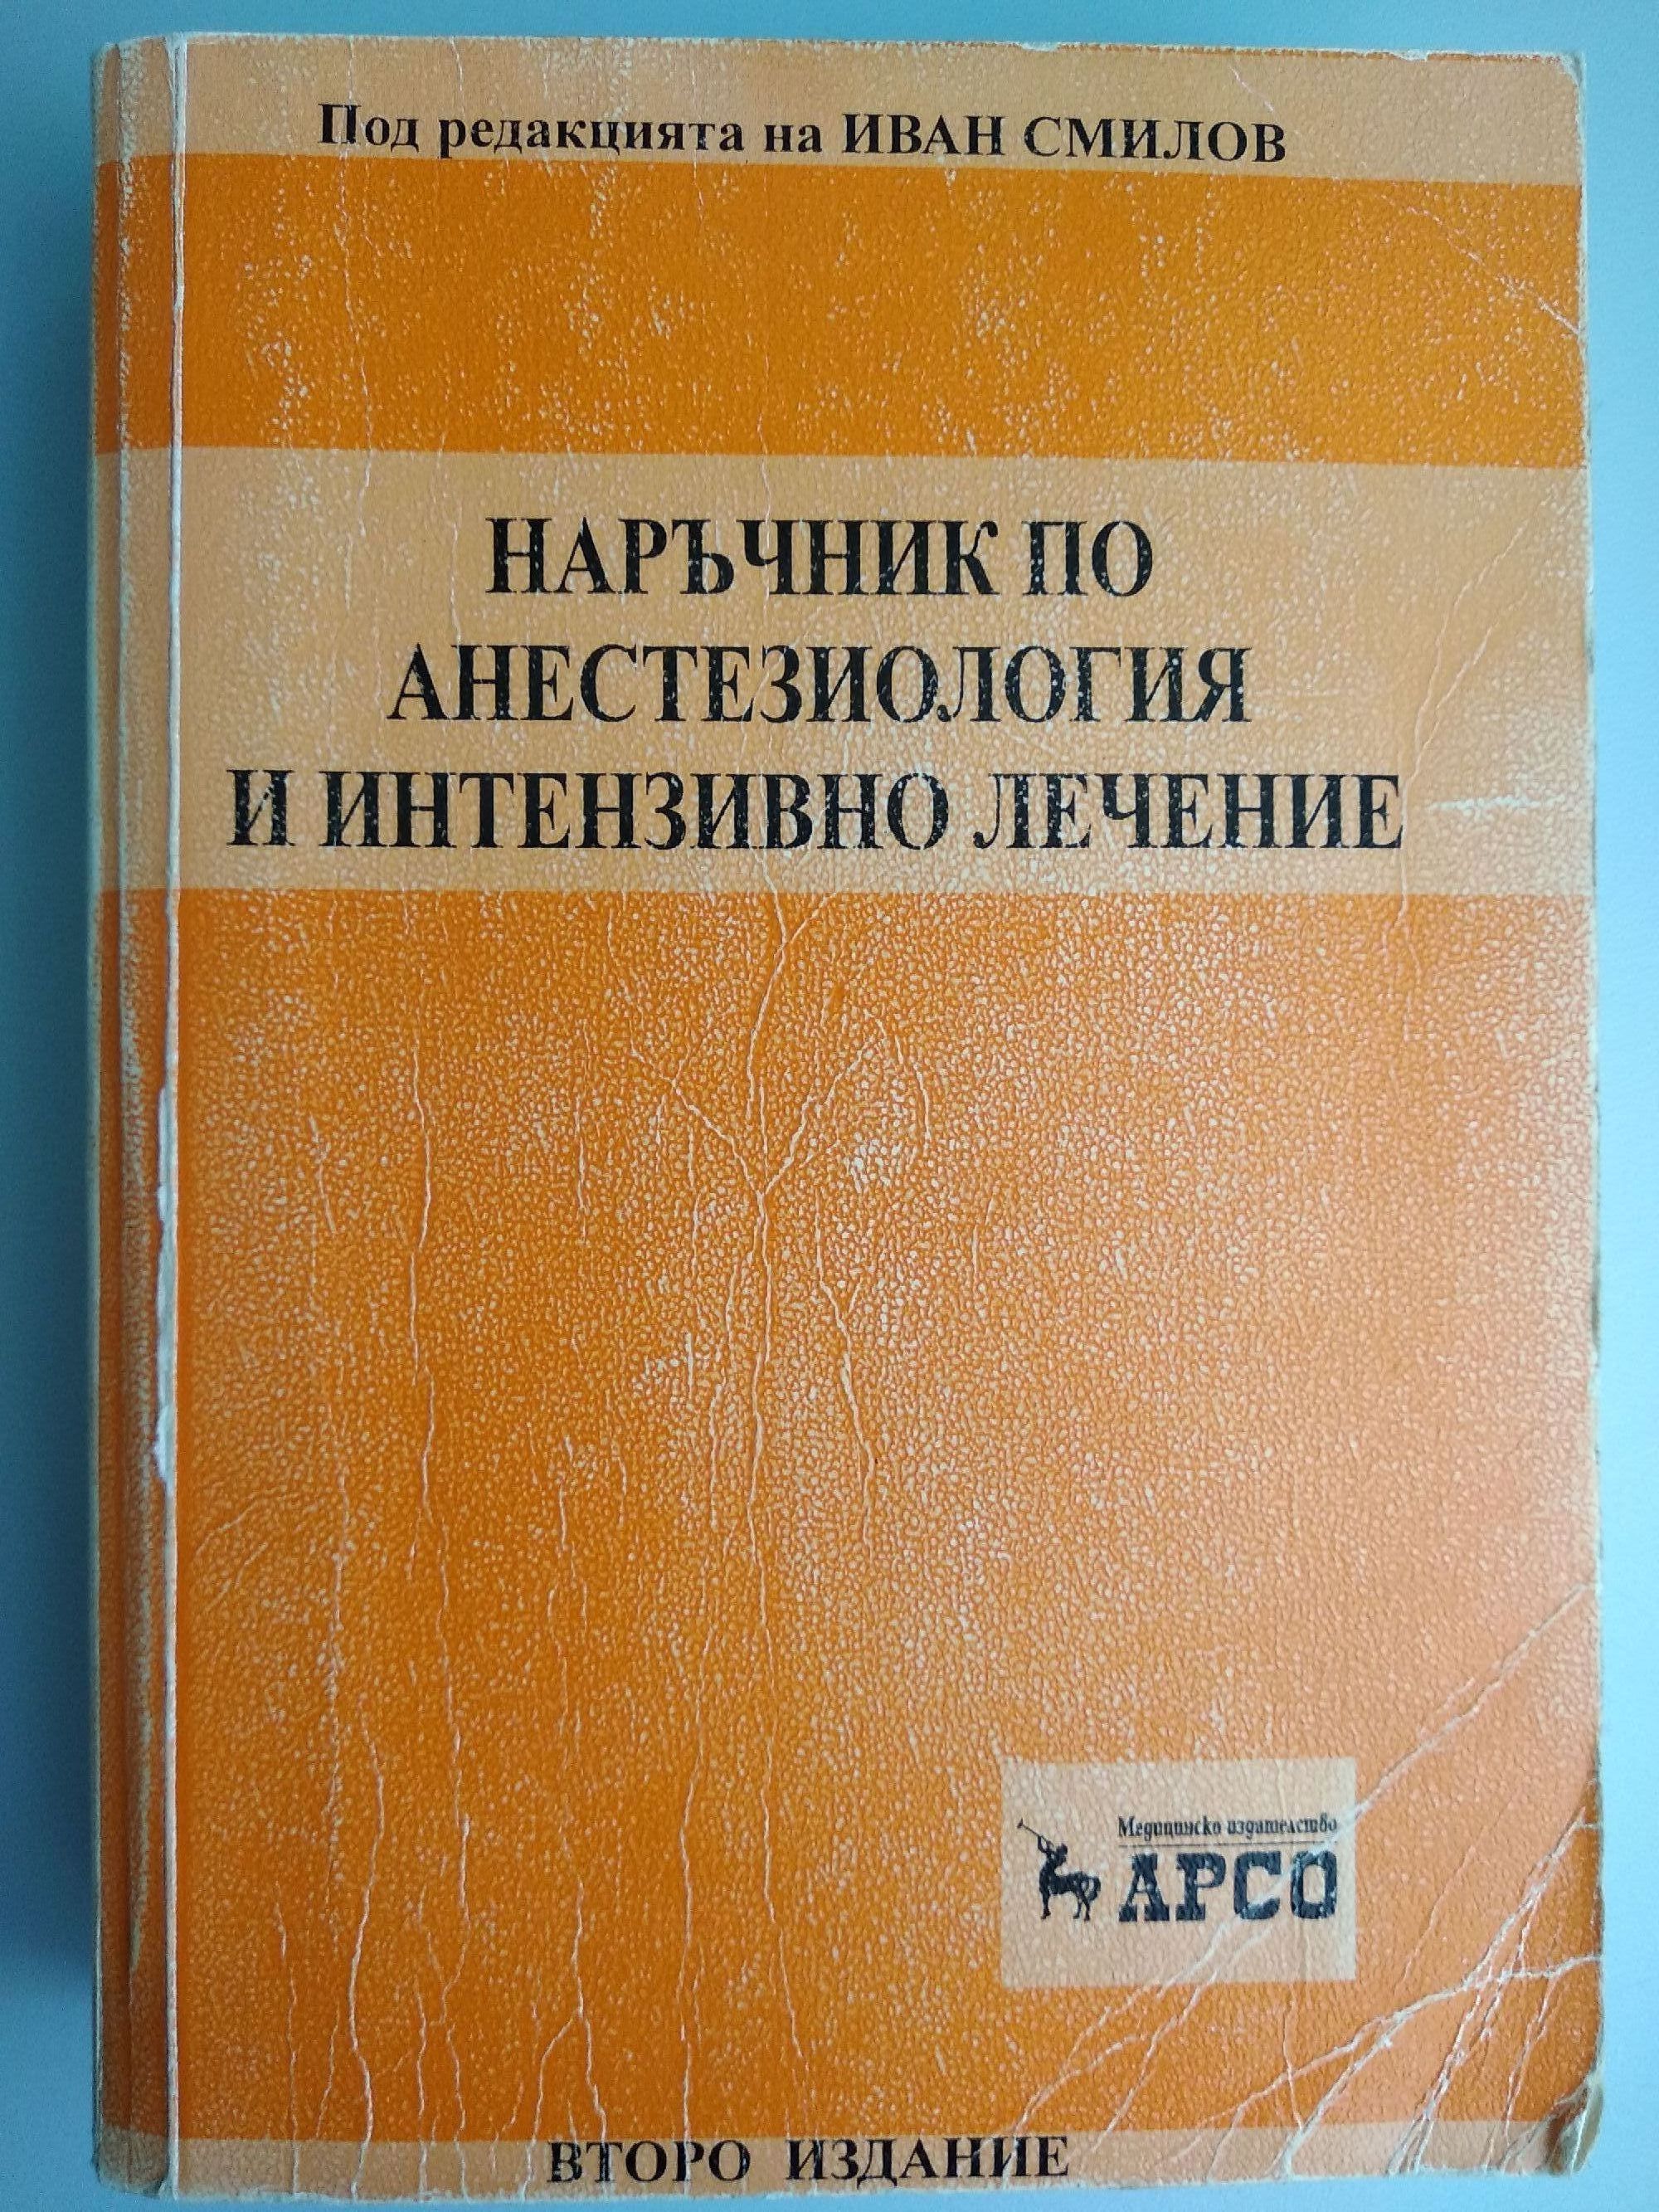 Под редакцията на ИВАН СМИЛОВ
НАРЪЧНИК ПО
АНЕСТЕЗИОЛОГИЯ
И ИНТЕНЗИВНО ЛЕЧЕНИЕ
Медицинско издателство
АРСО
ВТОРО ИЗДАНИЕ